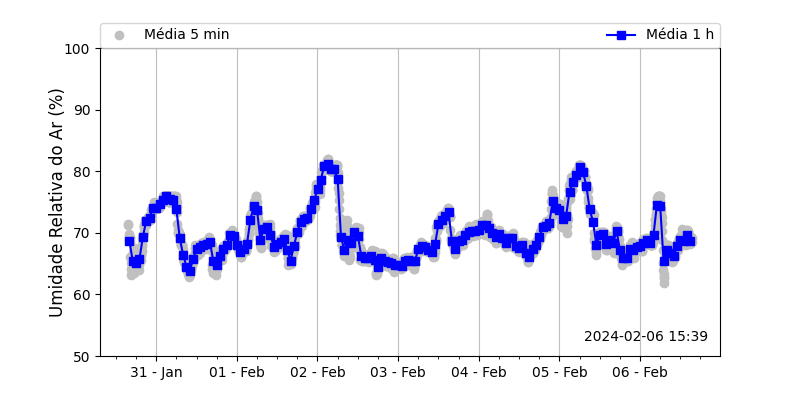 Média 5 min
Média 1 h
Umidade Relativa do Ar (%)
100
90
80
70
60
50
2024-02-06 15:39
31 - Jan
01 - Feb
02 - Feb
03 - Feb
04 - Feb
05 - Feb
06 - Feb